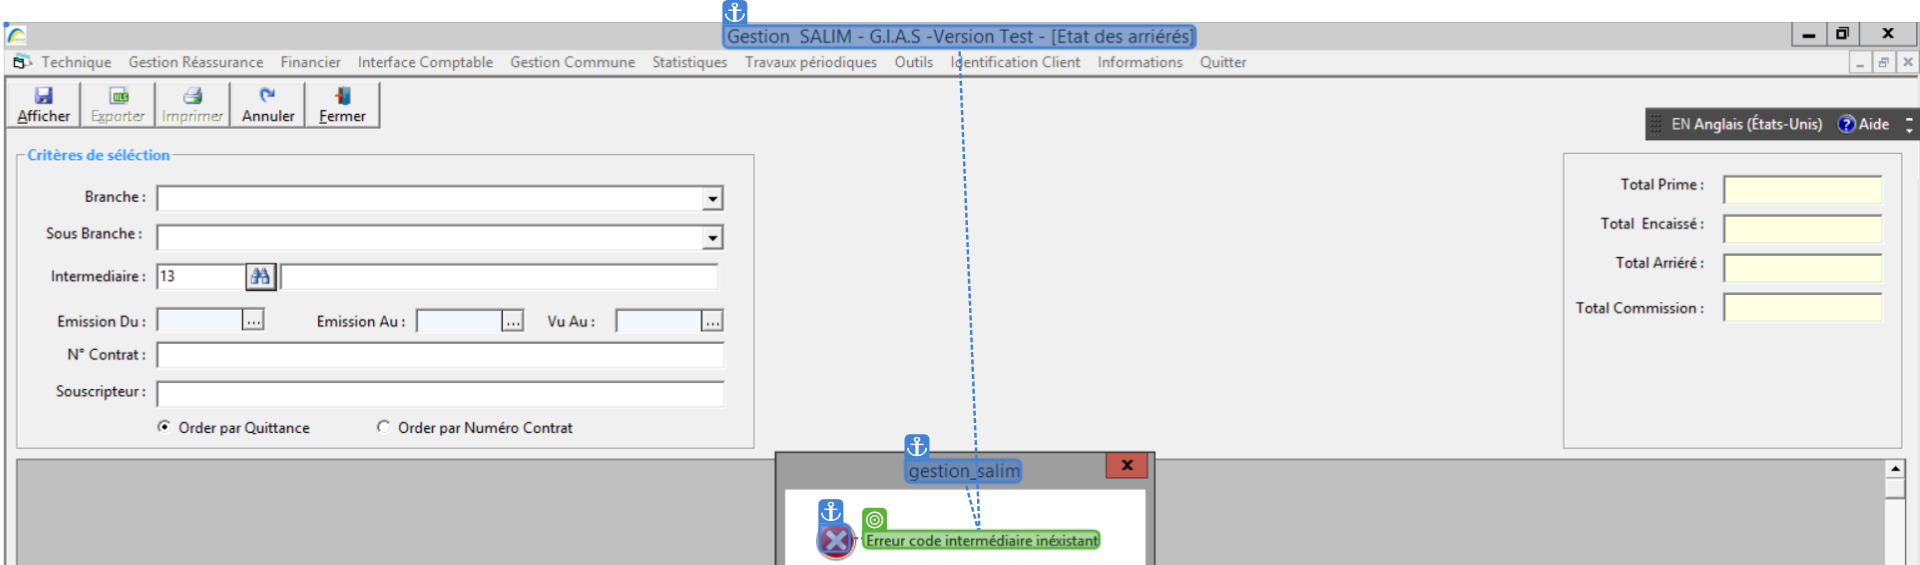 Gestion SALIM - G.I.A.S -Version Test - [Etat des arriérés]
Technique Gestion Réassurance Financier Interface Comptable Gestion Commune Statistiques Travaux périodiques Outils Identification Client Informations Quitter
Afficher Exporter Imprimer Annuler Fermer
EN Anglais (États-Unis) ? Aide
Critères de séléction
Branche :
Sous Branche :
Intermediaire : 13
Emission Du : ... Emission Au : ... Vu Au : ...
N° Contrat :
Souscripteur :
Order par Quittance Order par Numéro Contrat
Total Prime :
Total Encaissé :
Total Arriéré :
Total Commission :
gestion_salim
Erreur code intermédiaire inéxistant